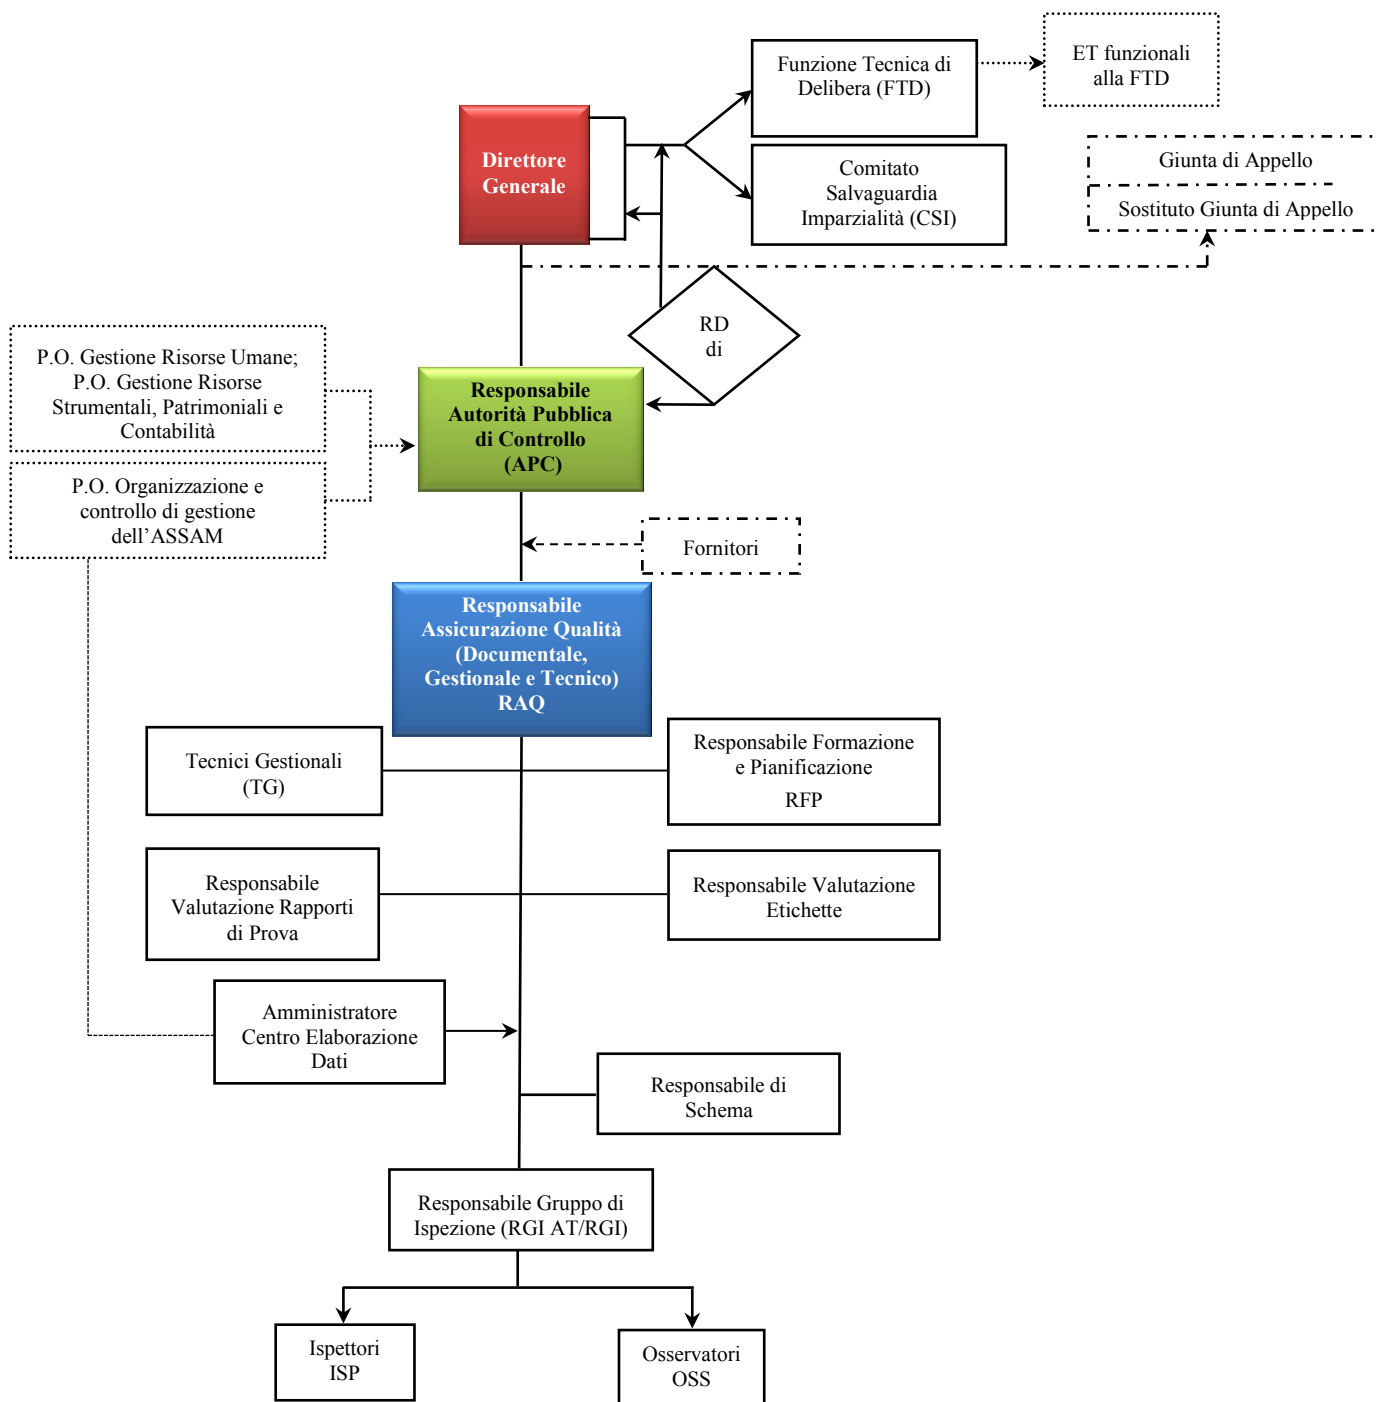 Funzione Tecnica di
Delibera (FTD)
ET funzionali
alla FTD
Direttore
Generale
Comitato
Salvaguardia
Imparzialità (CSI)
Giunta di Appello
Sostituto Giunta di Appello
RD
di
P.O. Gestione Risorse Umane;
P.O. Gestione Risorse
Strumentali, Patrimoniali e
Contabilità
Responsabile
Autorità Pubblica
di Controllo
(APC)
P.O. Organizzazione e
controllo di gestione
dell’ASSAM
Fornitori
Responsabile
Assicurazione Qualità
(Documentale,
Gestionale e Tecnico)
RAQ
Tecnici Gestionali
(TG)
Responsabile Formazione
e Pianificazione
RFP
Responsabile
Valutazione Rapporti
di Prova
Responsabile Valutazione
Etichette
Amministratore
Centro Elaborazione
Dati
Responsabile di
Schema
Responsabile Gruppo di
Ispezione (RGI AT/RGI)
Ispettori
ISP
Osservatori
OSS